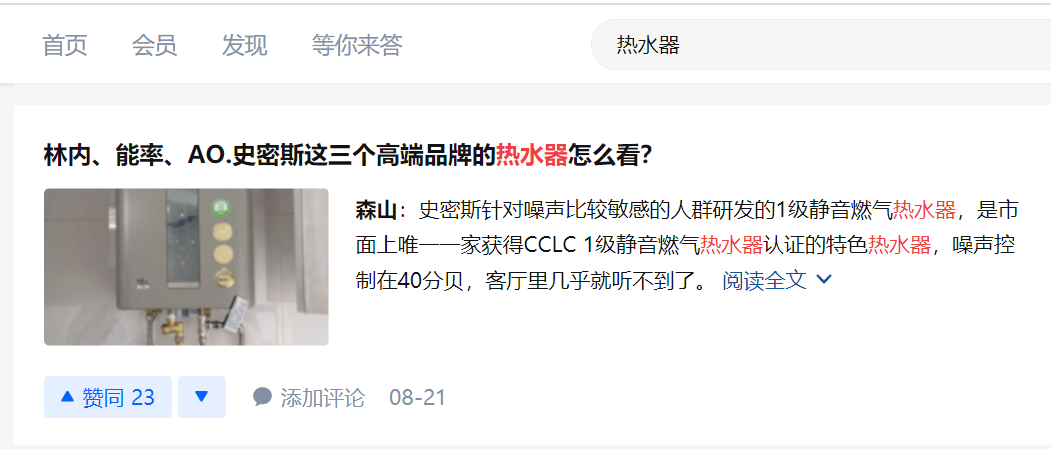 首页 会员 发现 等你来答 热水器
林内、能率、AO.史密斯这三个高端品牌的热水器怎么看?
森山：史密斯针对噪声比较敏感的人群研发的1级静音燃气热水器，是市
面上唯一一家获得CCLC 1级静音燃气热水器认证的特色热水器，噪声控
制在40分贝，客厅里几乎就听不到了。 阅读全文
赞同 23 添加评论 08-21